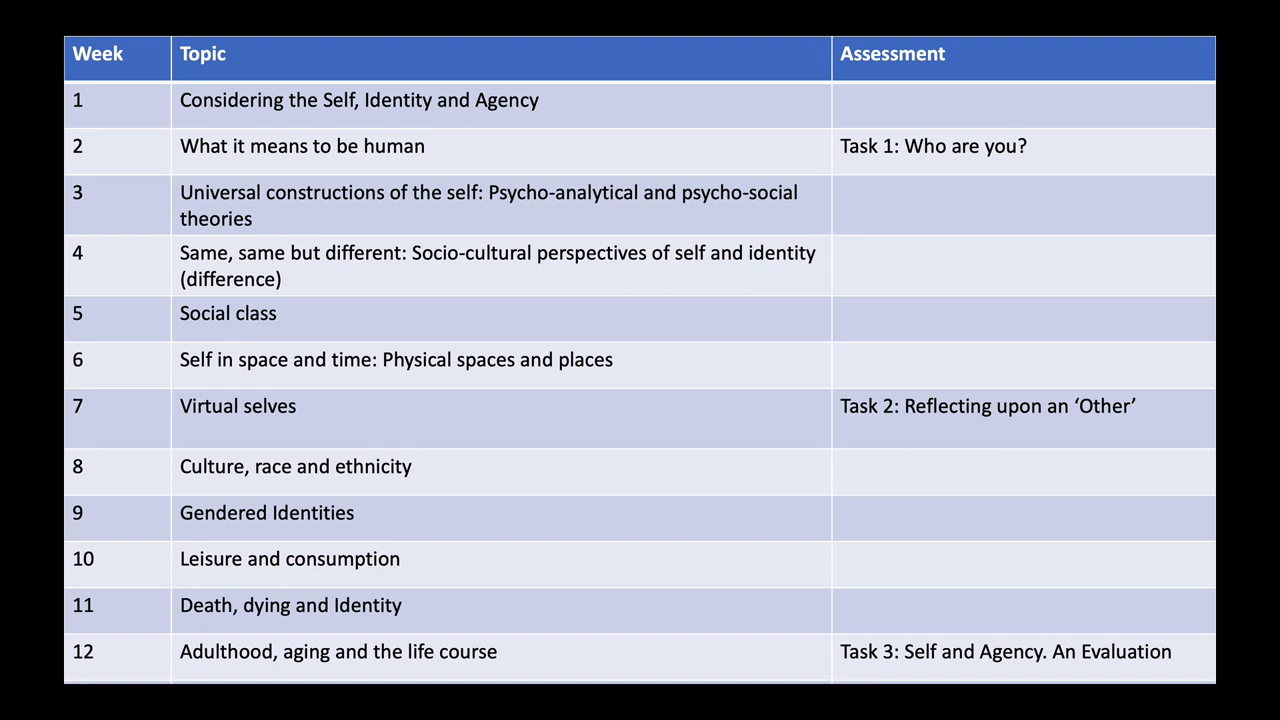 Week Topic Assessment
1 Considering the Self, Identity and Agency
2 What it means to be human Task 1: Who are you?
3 Universal constructions of the self: Psycho-analytical and psycho-social
theories
4 Same, same but different: Socio-cultural perspectives of self and identity
(difference)
5 Social class
6 Self in space and time: Physical spaces and places
7 Virtual selves Task 2: Reflecting upon an ‘Other’
8 Culture, race and ethnicity
9 Gendered Identities
10 Leisure and consumption
11 Death, dying and Identity
12 Adulthood, aging and the life course Task 3: Self and Agency. An Evaluation